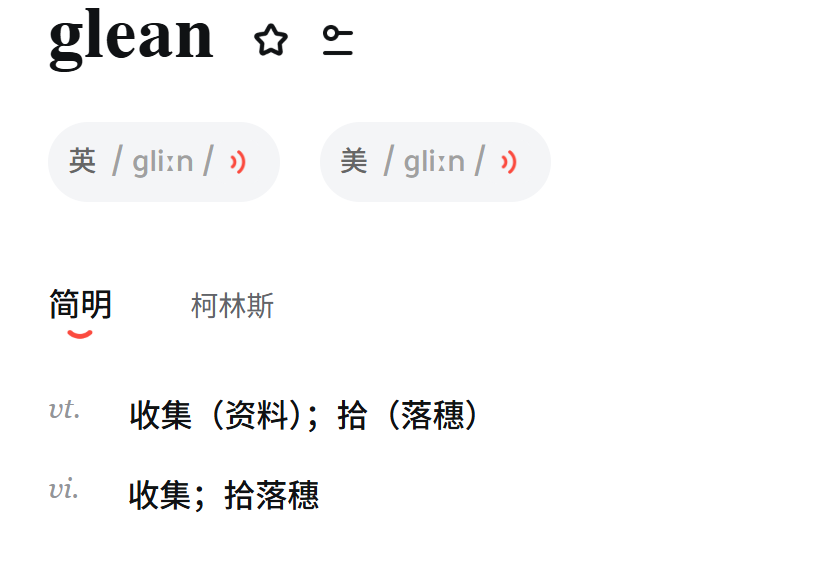 glean
英 / gliːn /
美 / gliːn /
简明 柯林斯
vt. 收集（资料）；拾（落穗）
vi. 收集；拾落穗